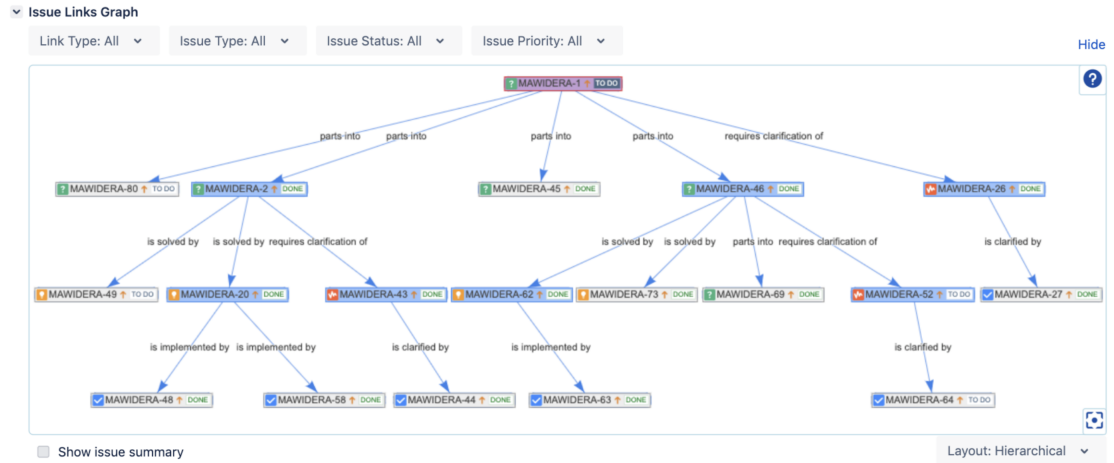 Issue Links Graph
Link Type: All Issue Type: All Issue Status: All Issue Priority: All
Hide
? MAWIDERA-1 TO DO ?
parts into parts into parts into parts into requires clarification of
? MAWIDERA-80 TO DO ? MAWIDERA-2 DONE ? MAWIDERA-45 DONE ? MAWIDERA-46 DONE MAWIDERA-26 DONE
is solved by is solved by requires clarification of is solved by is solved by parts into requires clarification of is clarified by
MAWIDERA-49 TO DO MAWIDERA-20 DONE MAWIDERA-43 DONE MAWIDERA-62 DONE MAWIDERA-73 DONE ? MAWIDERA-69 DONE MAWIDERA-52 TO DO MAWIDERA-27 DONE
is implemented by is implemented by is clarified by is implemented by is clarified by
MAWIDERA-48 DONE MAWIDERA-58 DONE MAWIDERA-44 DONE MAWIDERA-63 DONE MAWIDERA-64 TO DO
Show issue summary Layout: Hierarchical